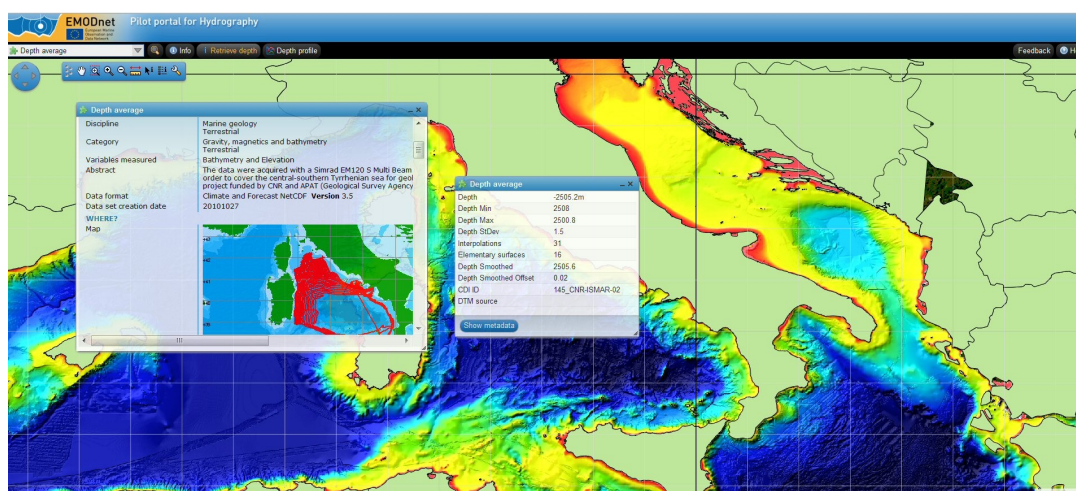 EMODnet
European Marine
Observation and
Data Network
Pilot portal for Hydrography
Depth average
Info
Retrieve depth
Depth profile
Feedback
Depth average
Discipline Marine geology
Terrestrial
Category Gravity, magnetics and bathymetry
Terrestrial
Variables measured Bathymetry and Elevation
Abstract The data were acquired with a Simrad EM120 S Multi Beam
order to cover the central-southern Tyrrhenian sea for geol
project funded by CNR and APAT (Geological Survey Agency
Data format Climate and Forecast NetCDF Version 3.5
Data set creation date 20101027
WHERE?
Map
Depth average
Depth -2505.2m
Depth Min 2508
Depth Max 2500.8
Depth StDev 1.5
Interpolations 31
Elementary surfaces 16
Depth Smoothed 2505.6
Depth Smoothed Offset 0.02
CDI ID 145_CNR-ISMAR-02
DTM source
Show metadata